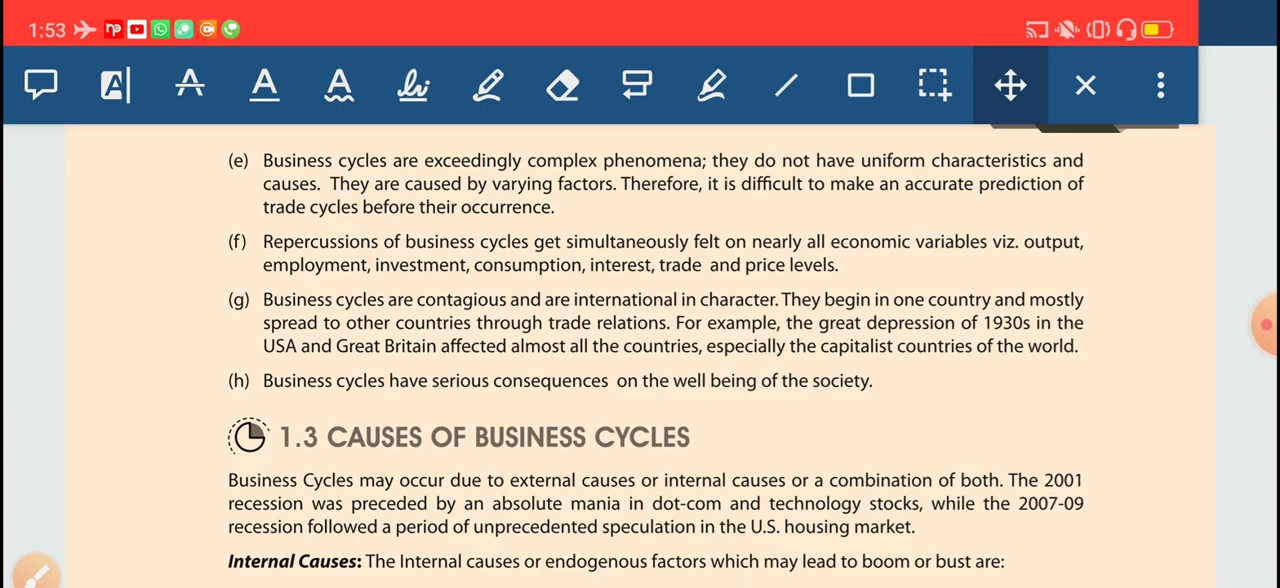 1:53
(e) Business cycles are exceedingly complex phenomena; they do not have uniform characteristics and
causes. They are caused by varying factors. Therefore, it is difficult to make an accurate prediction of
trade cycles before their occurrence.
(f) Repercussions of business cycles get simultaneously felt on nearly all economic variables viz. output,
employment, investment, consumption, interest, trade and price levels.
(g) Business cycles are contagious and are international in character. They begin in one country and mostly
spread to other countries through trade relations. For example, the great depression of 1930s in the
USA and Great Britain affected almost all the countries, especially the capitalist countries of the world.
(h) Business cycles have serious consequences on the well being of the society.
1.3 CAUSES OF BUSINESS CYCLES
Business Cycles may occur due to external causes or internal causes or a combination of both. The 2001
recession was preceded by an absolute mania in dot-com and technology stocks, while the 2007-09
recession followed a period of unprecedented speculation in the U.S. housing market.
Internal Causes: The Internal causes or endogenous factors which may lead to boom or bust are: